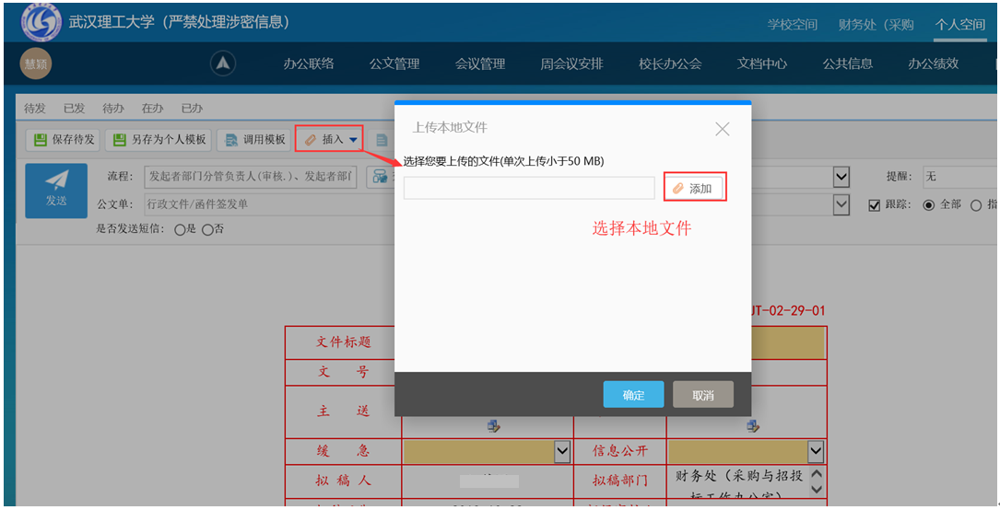 武汉理工大学（严禁处理涉密信息）
学校空间 财务处（采购 个人空间
慧颖 办公联络 公文管理 会议管理 周会议安排 校长办公会 文档中心 公共信息 办公绩效
待发 已发 待办 在办 已办
上传本地文件
保存待发 另存为个人模板 调用模板 插入
选择您要上传的文件(单次上传小于50 MB)
添加
发送
流程： 发起者部门分管负责人(审核.)、发起者部门
提醒： 无
公文单： 行政文件/函件签发单
跟踪： 全部
是否发送短信： 是 否
选择本地文件
JT-02-29-01
文件标题
文 号
确定 取消
主 送
缓 急 信息公开
拟 稿 人 拟稿部门 财务处（采购与招投
标工作办公室）